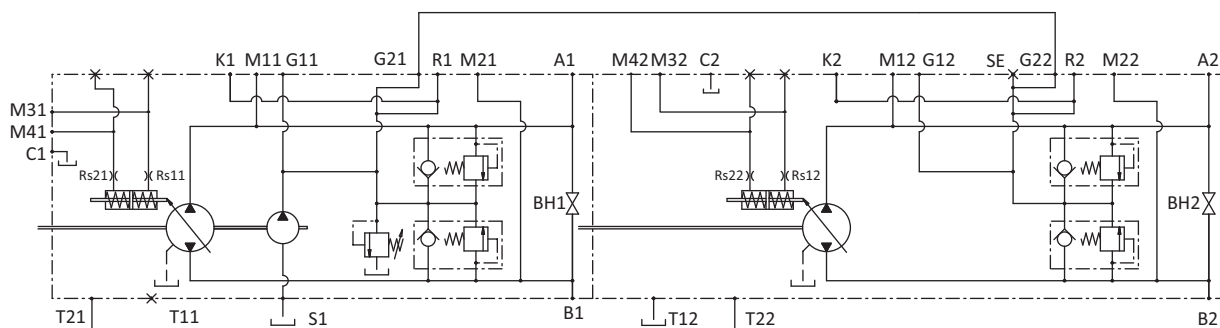 K1 M11 G11 G21 R1 M21 A1 M42 M32 C2 K2 M12 G12 SE G22 R2 M22 A2
M31
M41
C1
Rs21 Rs11 Rs22 Rs12
BH1 BH2
T21 T11 S1 B1 T12 T22 B2